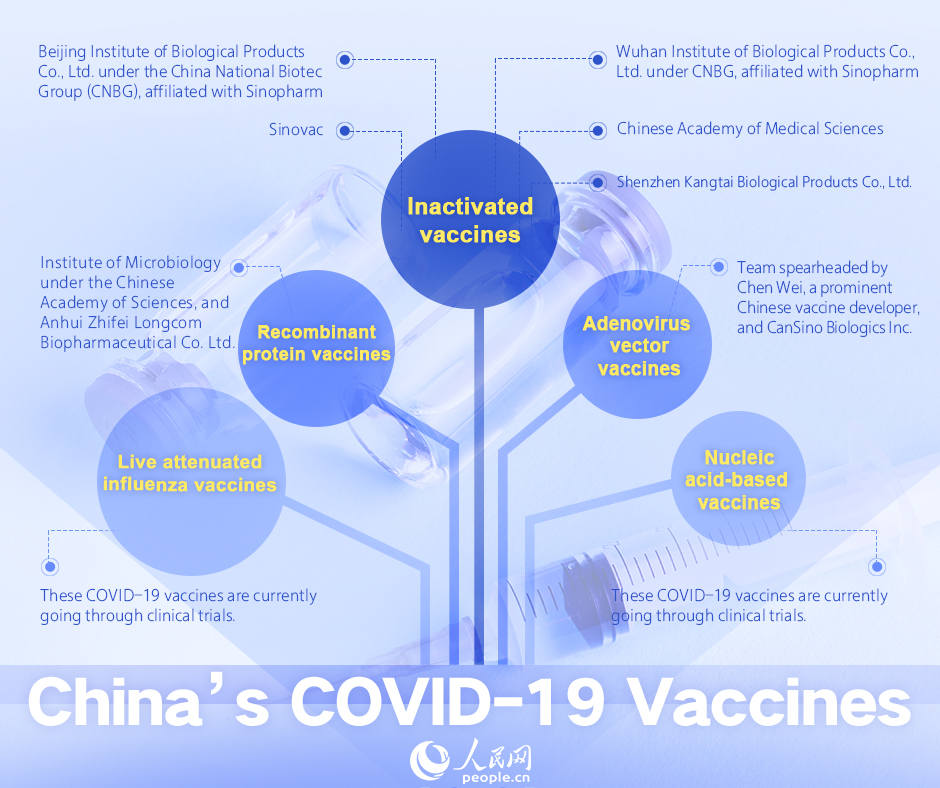 Beijing Institute of Biological Products
Co., Ltd. under the China National Biotec
Group (CNBG), affiliated with Sinopharm
Sinovac
Wuhan Institute of Biological Products Co.,
Ltd. under CNBG, affiliated with Sinopharm
Chinese Academy of Medical Sciences
Shenzhen Kangtai Biological Products Co., Ltd.
Inactivated
vaccines
Institute of Microbiology
under the Chinese
Academy of Sciences, and
Anhui Zhifei Longcom
Biopharmaceutical Co. Ltd.
Recombinant
protein vaccines
Adenovirus
vector
vaccines
Team spearheaded by
Chen Wei, a prominent
Chinese vaccine developer,
and CanSino Biologics Inc.
Live attenuated
influenza vaccines
Nucleic
acid-based
vaccines
These COVID-19 vaccines are currently
going through clinical trials.
These COVID-19 vaccines are currently
going through clinical trials.
China's COVID-19 Vaccines
人民网
people.cn